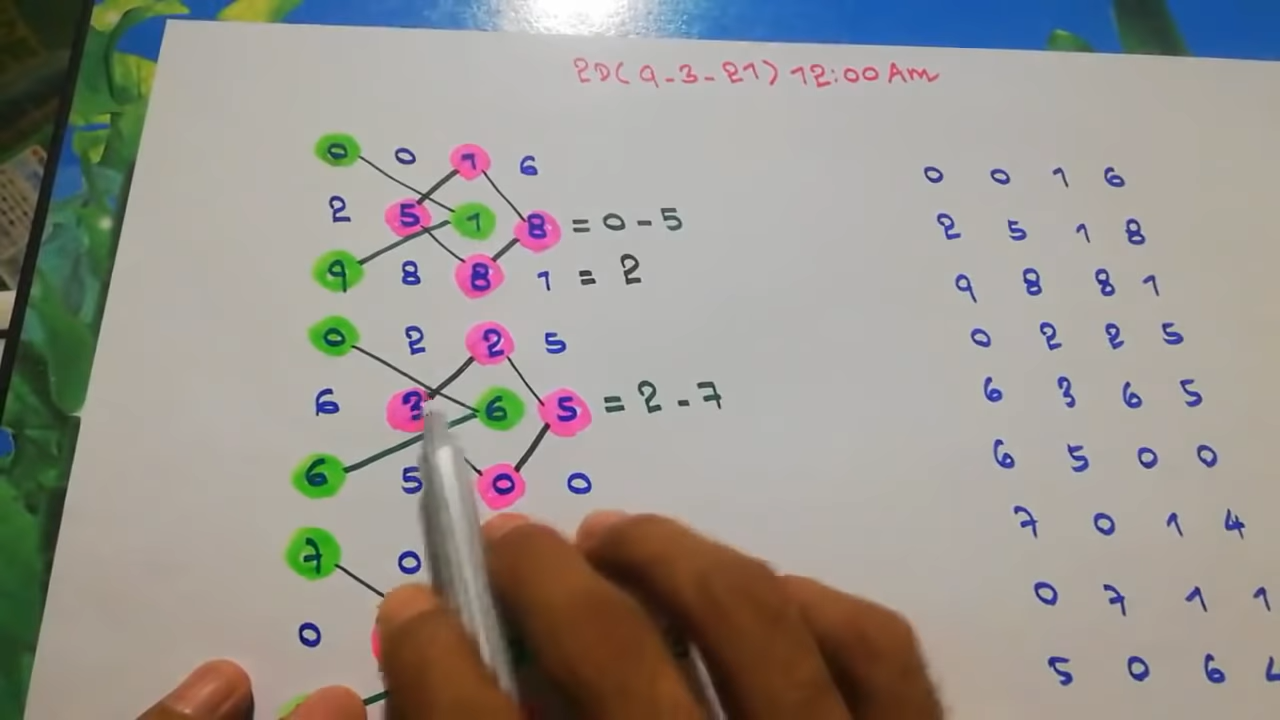 2D(9-3-21) 12:00Am
0 0 1 6
2 5 1 8 = 0-5
9 8 8 1 = 2
0 2 2 5
6 3 6 5 = 2-7
6 5 0 0
7 0
0
0 0 1 6
2 5 1 8
9 8 8 1
0 2 2 5
6 3 6 5
6 5 0 0
7 0 1 4
0 7 1 1
5 0 6